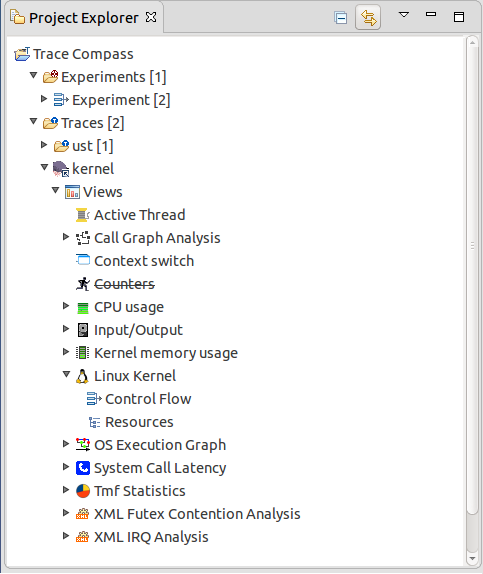 Project Explorer
Trace Compass
Experiments [1]
Experiment [2]
Traces [2]
ust [1]
kernel
Views
Active Thread
Call Graph Analysis
Context switch
Counters
CPU usage
Input/Output
Kernel memory usage
Linux Kernel
Control Flow
Resources
OS Execution Graph
System Call Latency
Tmf Statistics
XML Futex Contention Analysis
XML IRQ Analysis